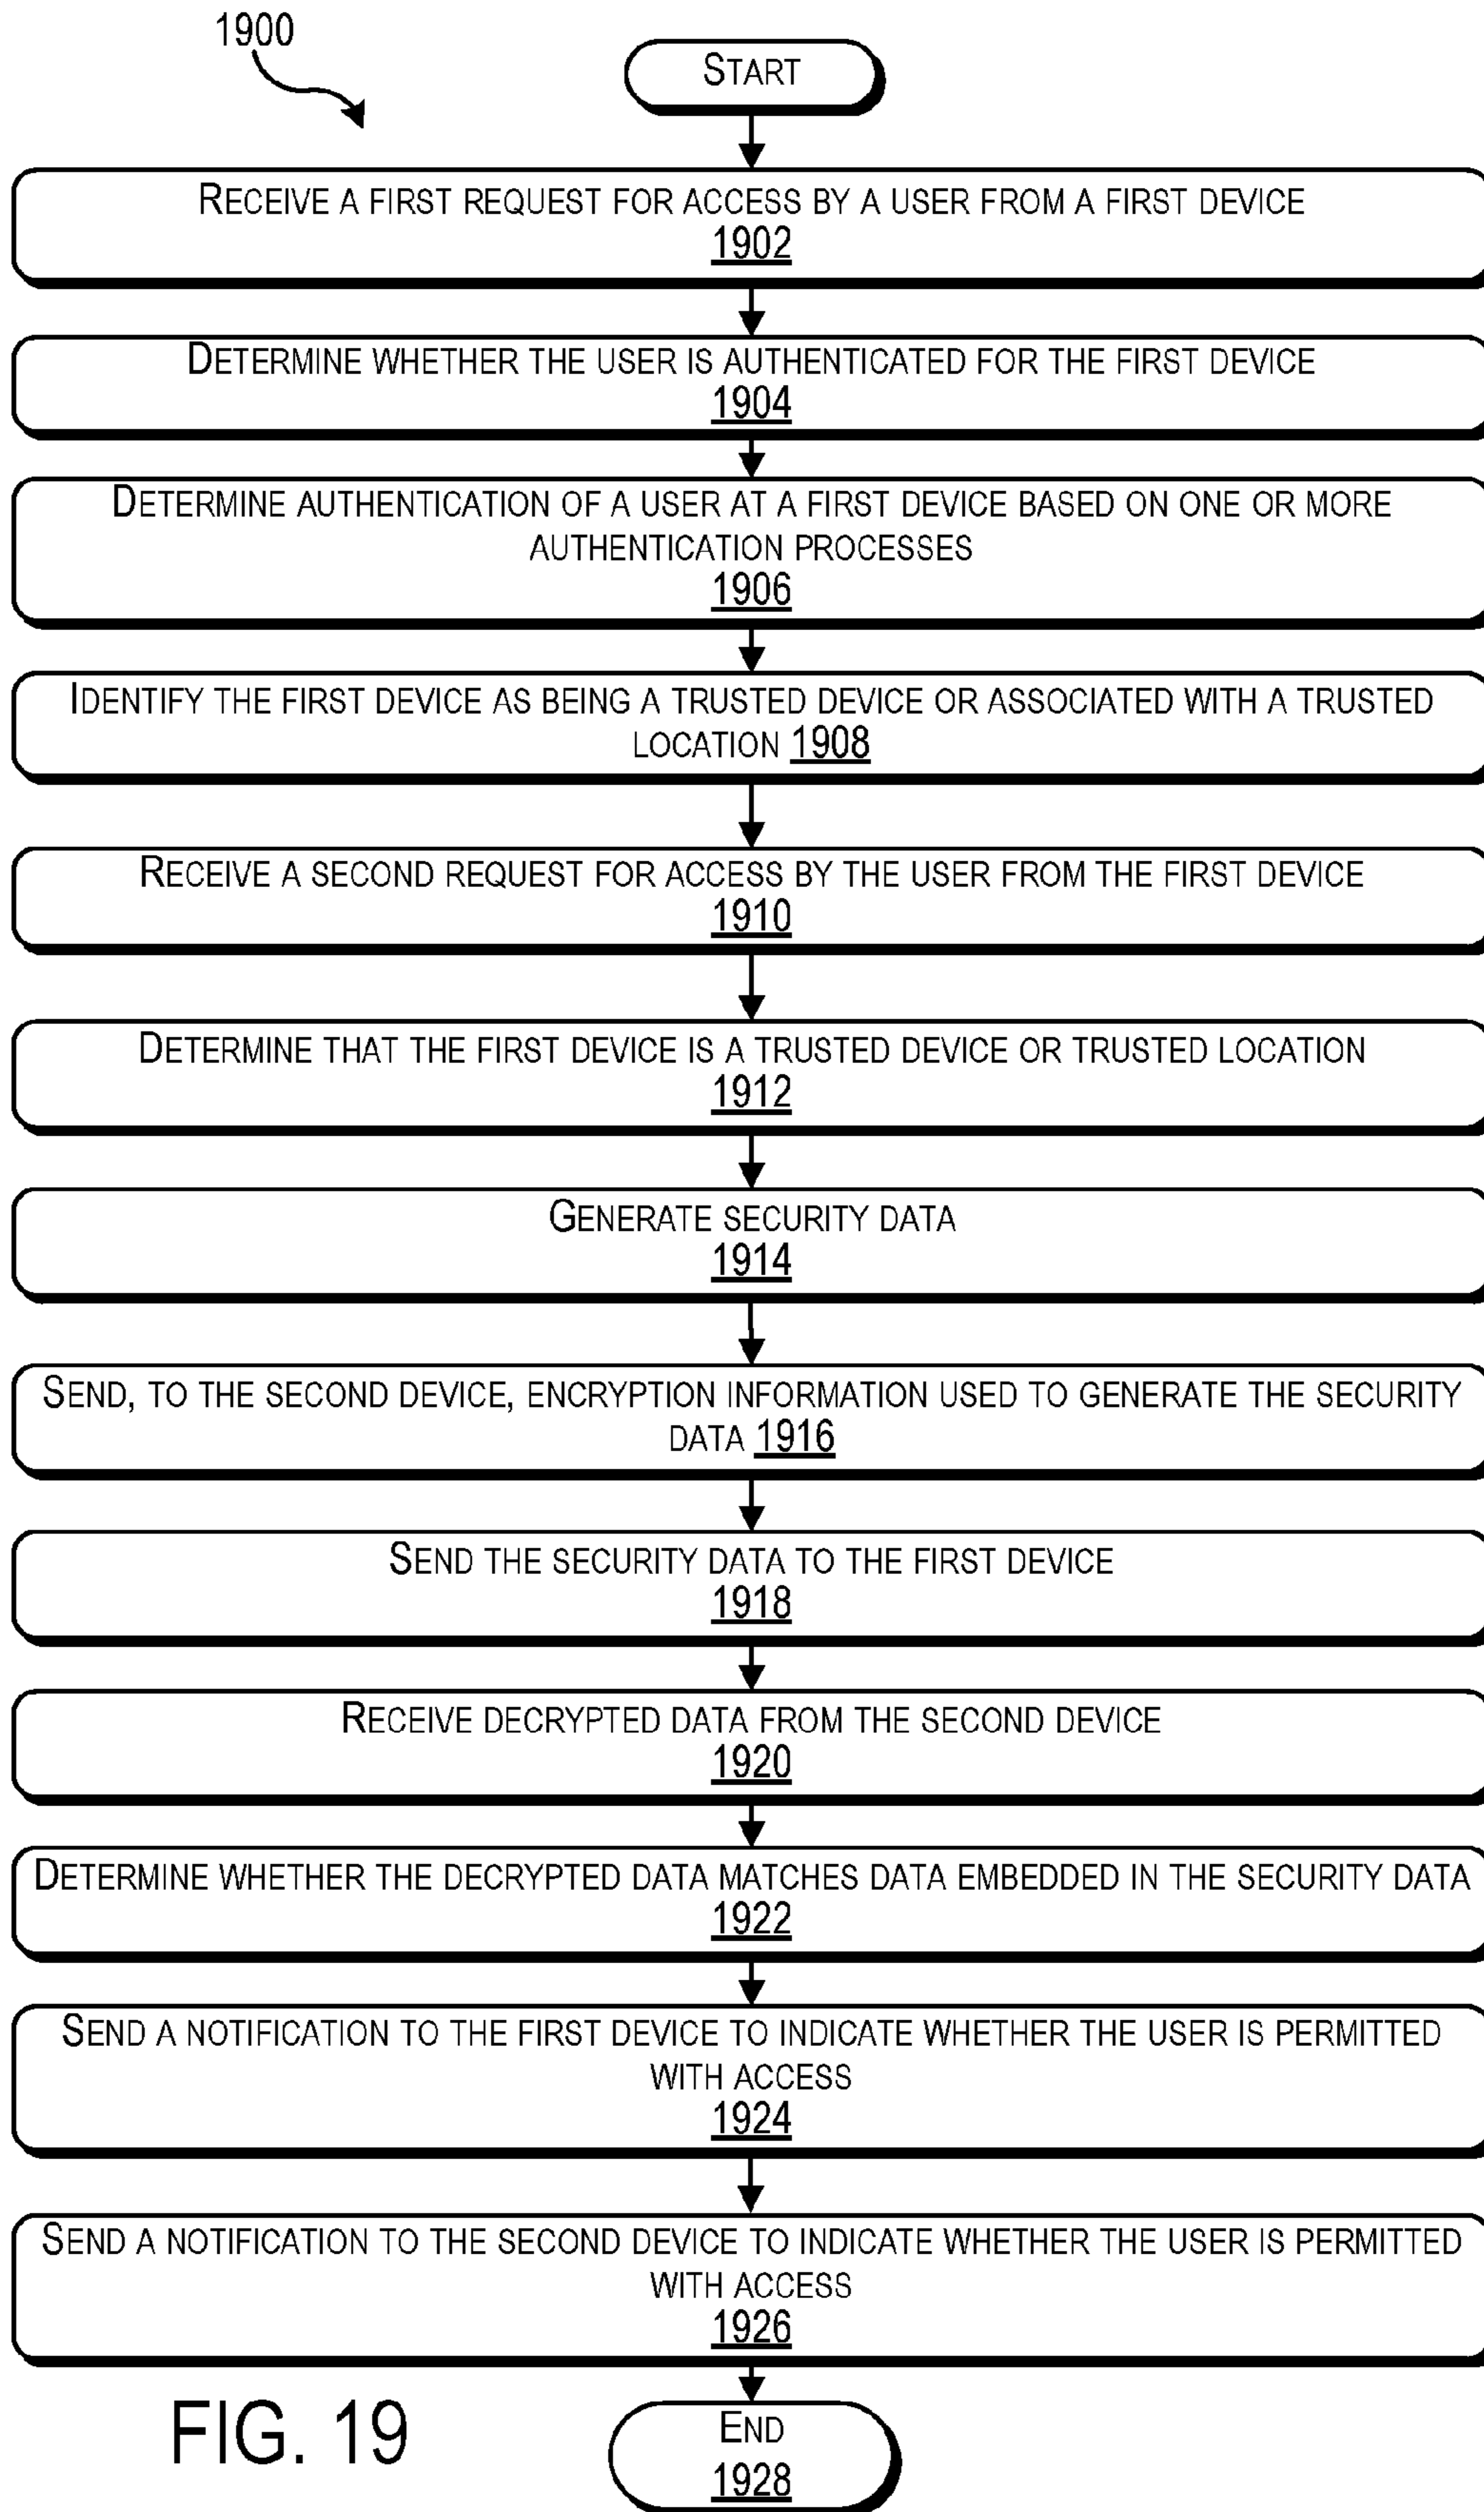 1900
START
RECEIVE A FIRST REQUEST FOR ACCESS BY A USER FROM A FIRST DEVICE
1902
DETERMINE WHETHER THE USER IS AUTHENTICATED FOR THE FIRST DEVICE
1904
DETERMINE AUTHENTICATION OF A USER AT A FIRST DEVICE BASED ON ONE OR MORE
AUTHENTICATION PROCESSES
1906
IDENTIFY THE FIRST DEVICE AS BEING A TRUSTED DEVICE OR ASSOCIATED WITH A TRUSTED
LOCATION 1908
RECEIVE A SECOND REQUEST FOR ACCESS BY THE USER FROM THE FIRST DEVICE
1910
DETERMINE THAT THE FIRST DEVICE IS A TRUSTED DEVICE OR TRUSTED LOCATION
1912
GENERATE SECURITY DATA
1914
SEND, TO THE SECOND DEVICE, ENCRYPTION INFORMATION USED TO GENERATE THE SECURITY
DATA 1916
SEND THE SECURITY DATA TO THE FIRST DEVICE
1918
RECEIVE DECRYPTED DATA FROM THE SECOND DEVICE
1920
DETERMINE WHETHER THE DECRYPTED DATA MATCHES DATA EMBEDDED IN THE SECURITY DATA
1922
SEND A NOTIFICATION TO THE FIRST DEVICE TO INDICATE WHETHER THE USER IS PERMITTED
WITH ACCESS
1924
SEND A NOTIFICATION TO THE SECOND DEVICE TO INDICATE WHETHER THE USER IS PERMITTED
WITH ACCESS
1926
END
1928
FIG. 19